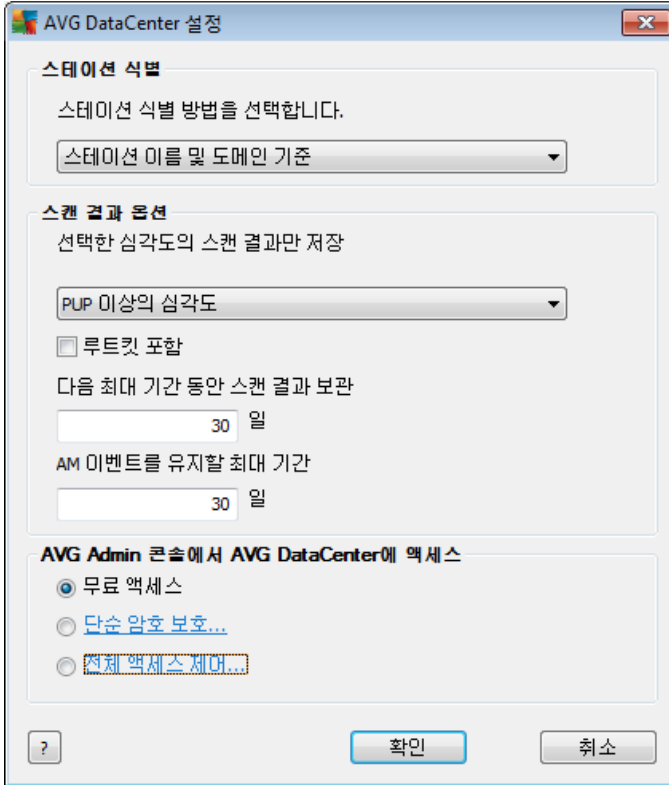 AVG DataCenter 설정
스테이션 식별
스테이션 식별 방법을 선택합니다.
스테이션 이름 및 도메인 기준
스캔 결과 옵션
선택한 심각도의 스캔 결과만 저장
PUP 이상의 심각도
루트킷 포함
다음 최대 기간 동안 스캔 결과 보관
30 일
AM 이벤트를 유지할 최대 기간
30 일
AVG Admin 콘솔에서 AVG DataCenter에 액세스
무료 액세스
단순 암호 보호...
전체 액세스 제어...
? 확인 취소